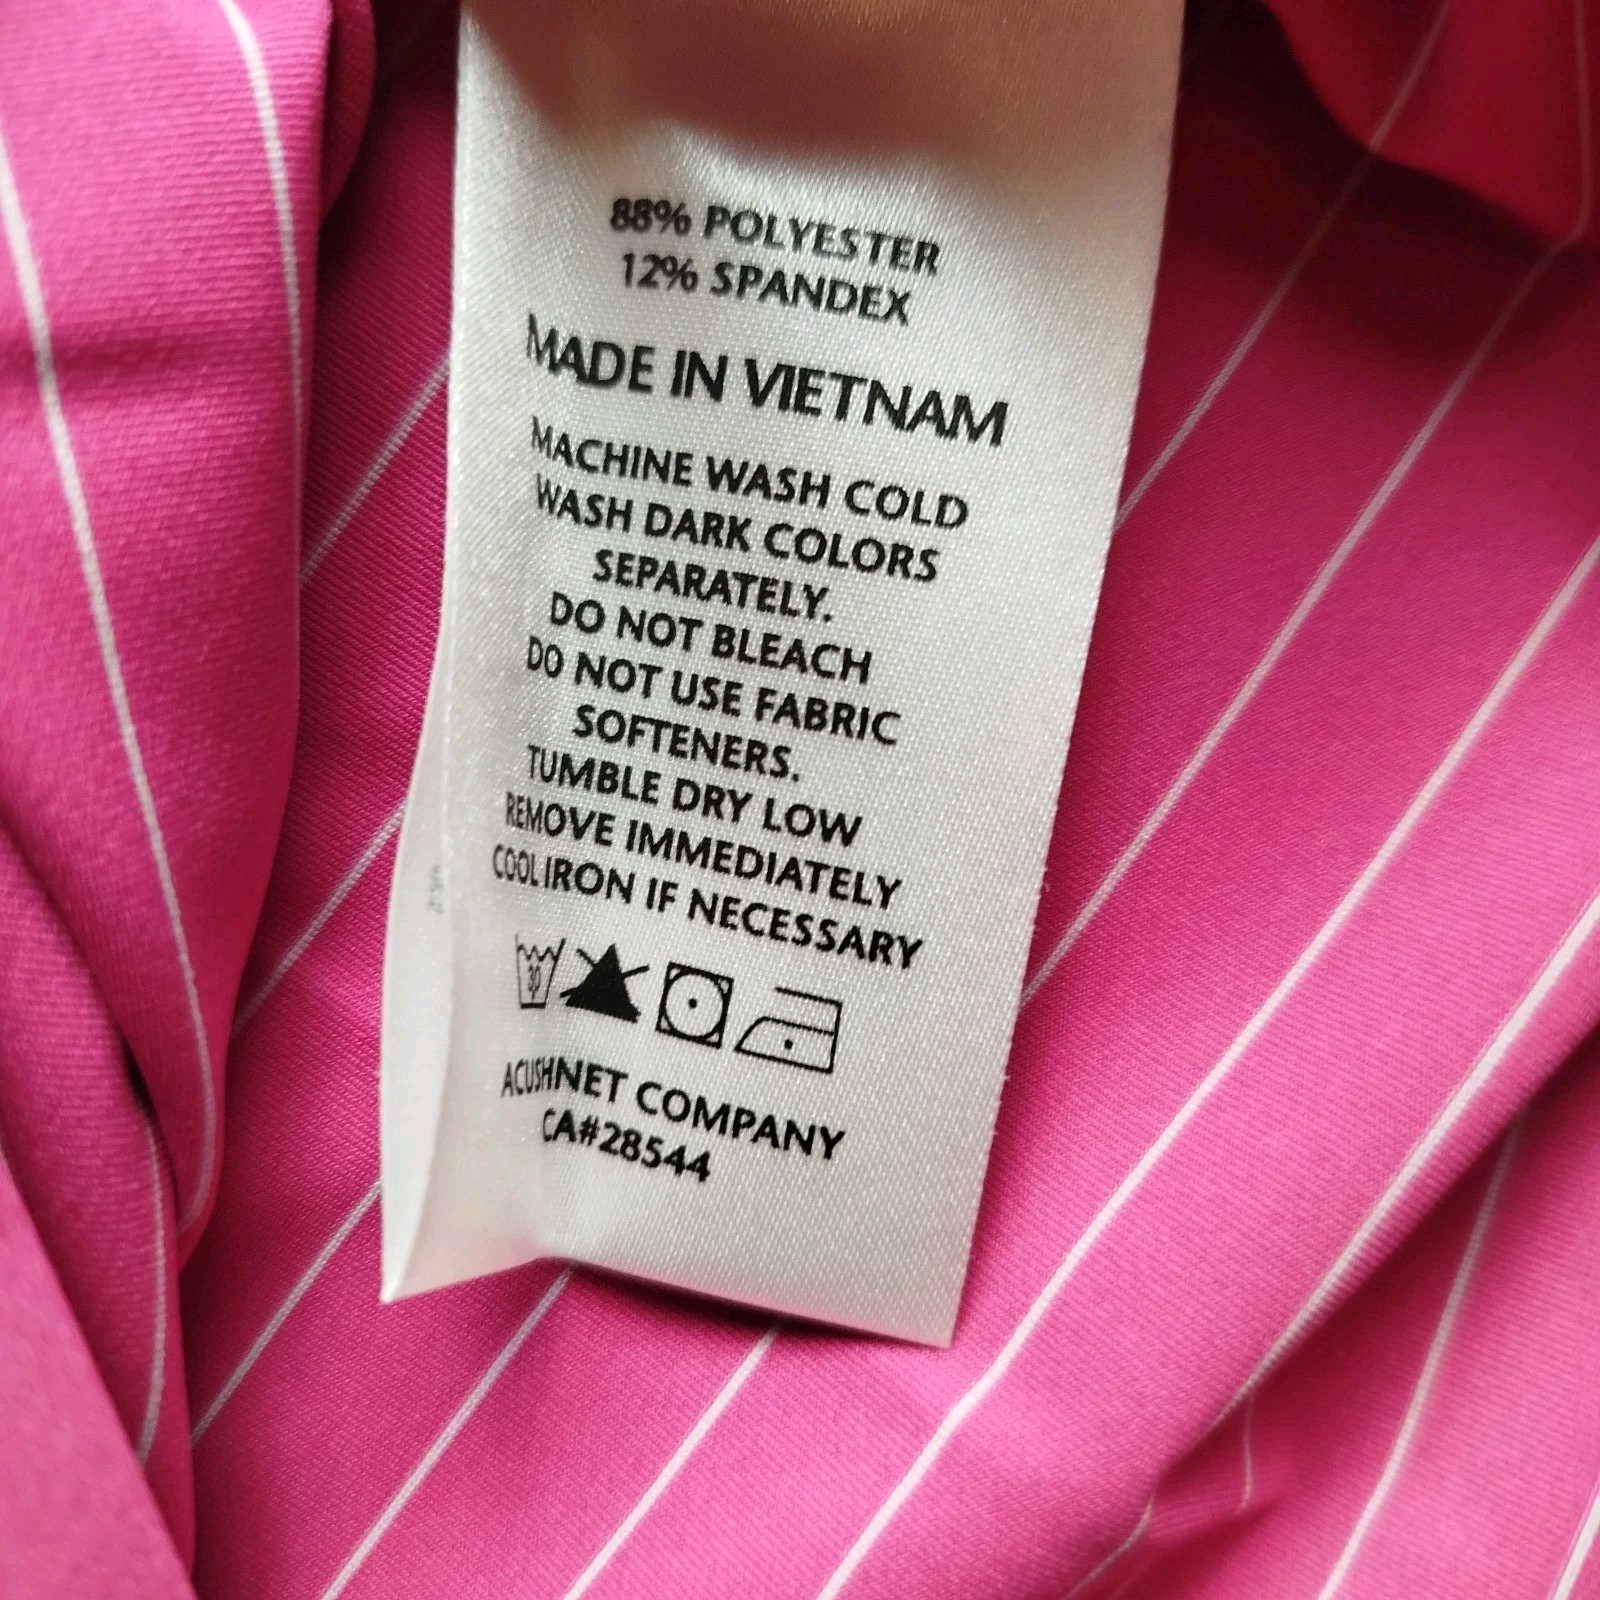 88% POLYESTER
12% SPANDEX
MADE IN VIETNAM
MACHINE WASH COLD
WASH DARK COLORS
SEPARATELY.
DO NOT BLEACH
DO NOT USE FABRIC
SOFTENERS.
TUMBLE DRY LOW
REMOVE IMMEDIATELY
COOL IRON IF NECESSARY
30
ACUSHNET COMPANY
CA#28544